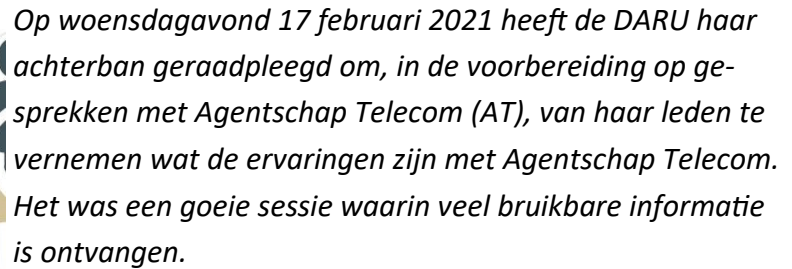 Op woensdagavond 17 februari 2021 heeft de DARU haar
achterban geraadpleegd om, in de voorbereiding op ge-
sprekken met Agentschap Telecom (AT), van haar leden te
vernemen wat de ervaringen zijn met Agentschap Telecom.
Het was een goeie sessie waarin veel bruikbare informatie
is ontvangen.